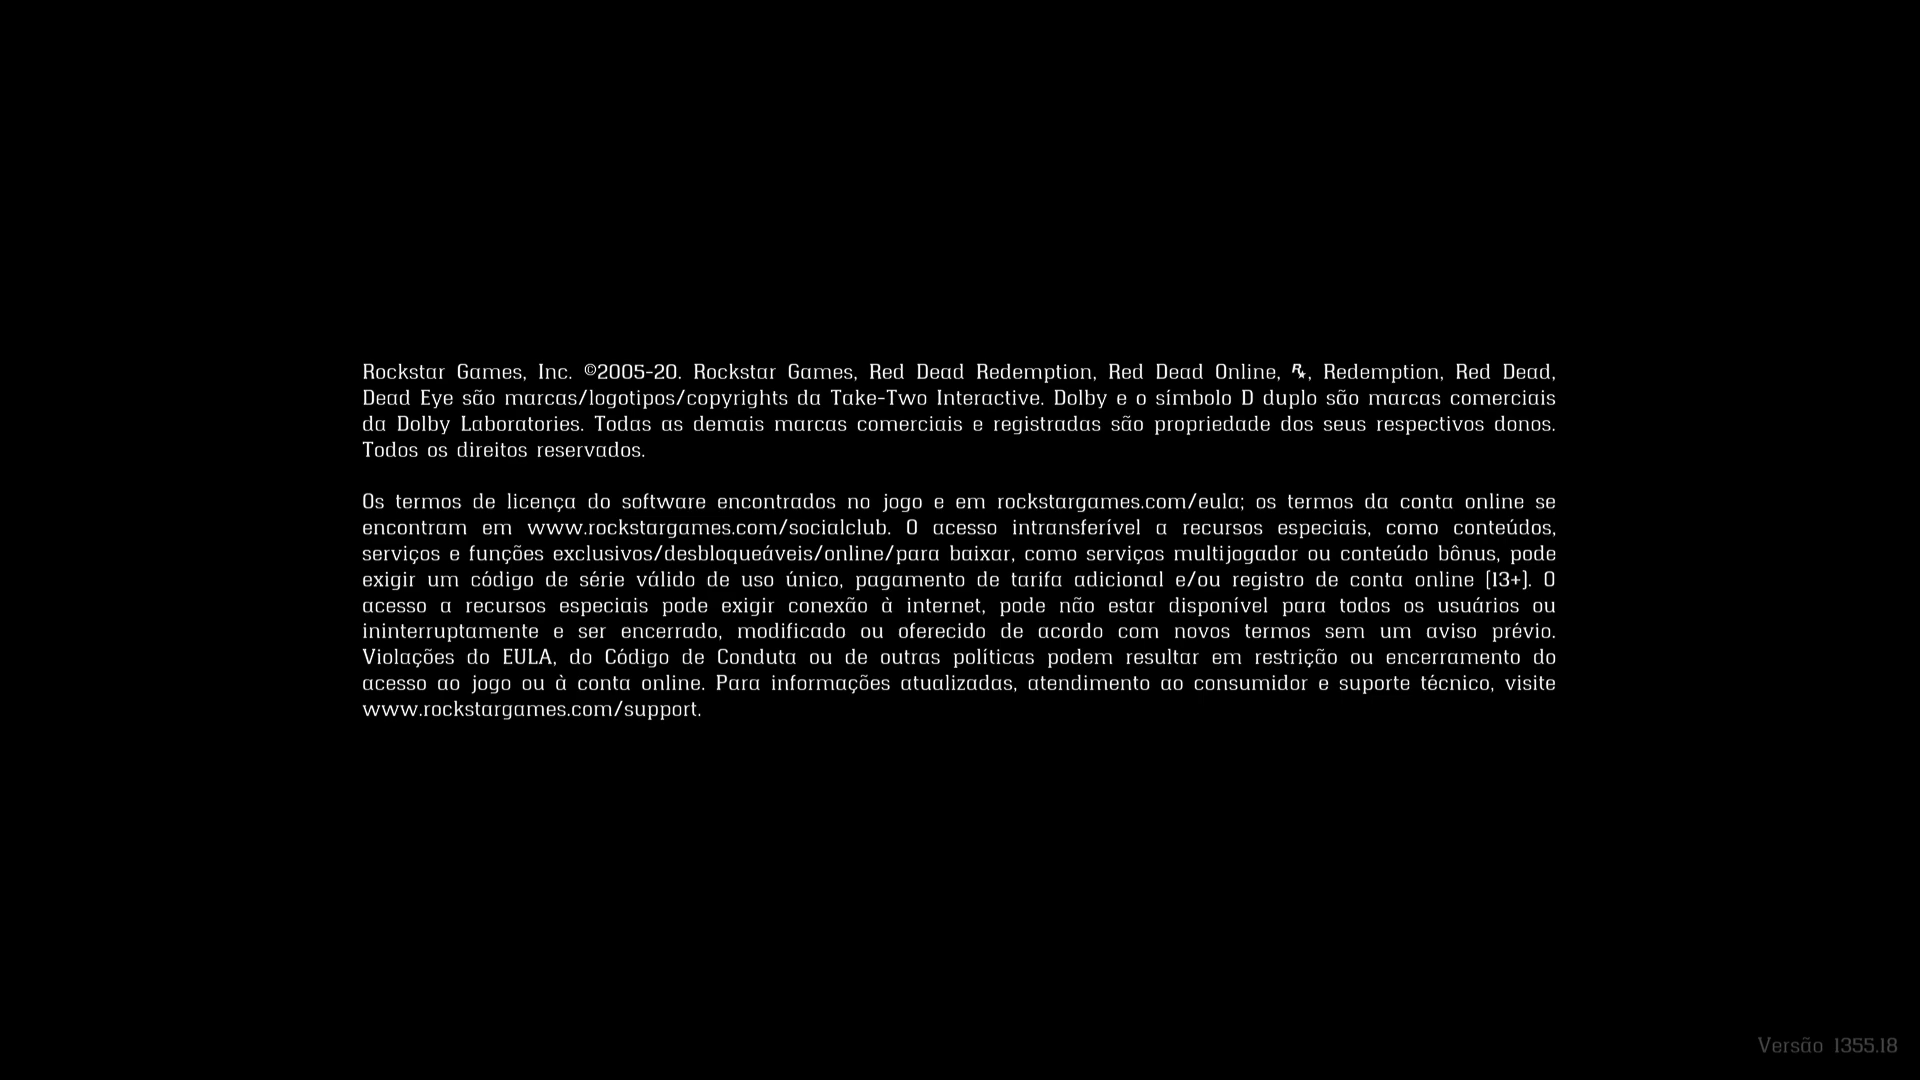 Rockstar Games, Inc. ©2005-20. Rockstar Games, Red Dead Redemption, Red Dead Online, R★, Redemption, Red Dead,
Dead Eye são marcas/logotipos/copyrights da Take-Two Interactive. Dolby e o símbolo D duplo são marcas comerciais
da Dolby Laboratories. Todas as demais marcas comerciais e registradas são propriedade dos seus respectivos donos.
Todos os direitos reservados.
Os termos de licença do software encontrados no jogo e em rockstargames.com/eula; os termos da conta online se
encontram em www.rockstargames.com/socialclub. O acesso intransferível a recursos especiais, como conteúdos,
serviços e funções exclusivos/desbloqueáveis/online/para baixar, como serviços multijogador ou conteúdo bônus, pode
exigir um código de série válido de uso único, pagamento de tarifa adicional e/ou registro de conta online (13+). O
acesso a recursos especiais pode exigir conexão à internet, pode não estar disponível para todos os usuários ou
ininterruptamente e ser encerrado, modificado ou oferecido de acordo com novos termos sem um aviso prévio.
Violações do EULA, do Código de Conduta ou de outras políticas podem resultar em restrição ou encerramento do
acesso ao jogo ou à conta online. Para informações atualizadas, atendimento ao consumidor e suporte técnico, visite
www.rockstargames.com/support.
Versão 1355.18